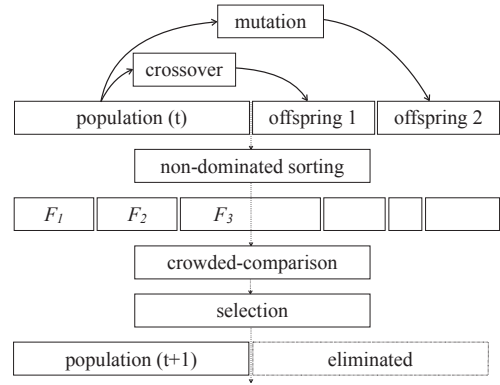 mutation
crossover
population (t) offspring 1 offspring 2
non-dominated sorting
F1 F2 F3
crowded-comparison
selection
population (t+1) eliminated